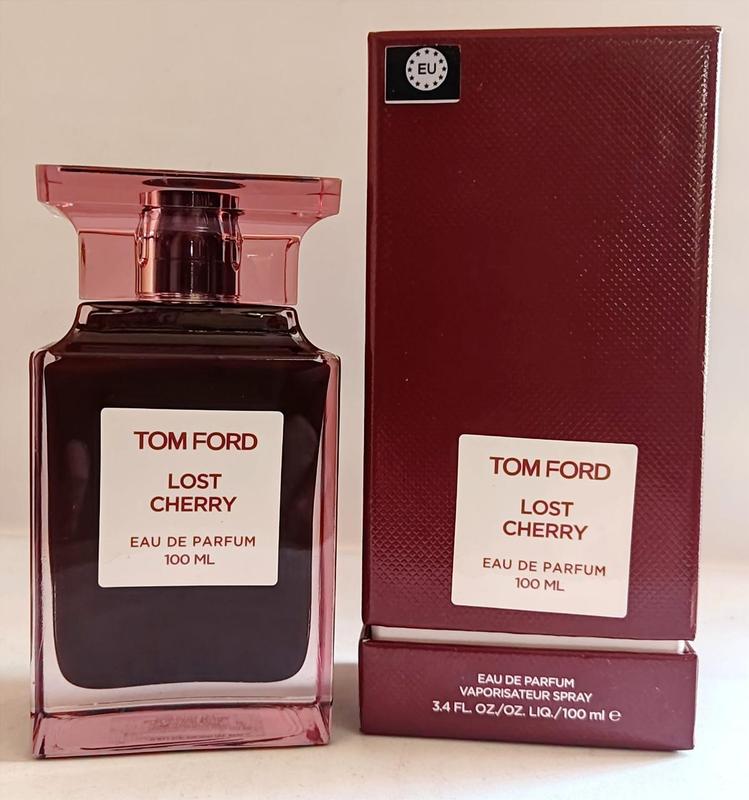 TOM FORD
LOST
CHERRY
EAU DE PARFUM
100 ML
EU
TOM FORD
LOST
CHERRY
EAU DE PARFUM
100 ML
EAU DE PARFUM
VAPORISATEUR SPRAY
3.4 FL. OZ./OZ. LIQ./100 ml ℮